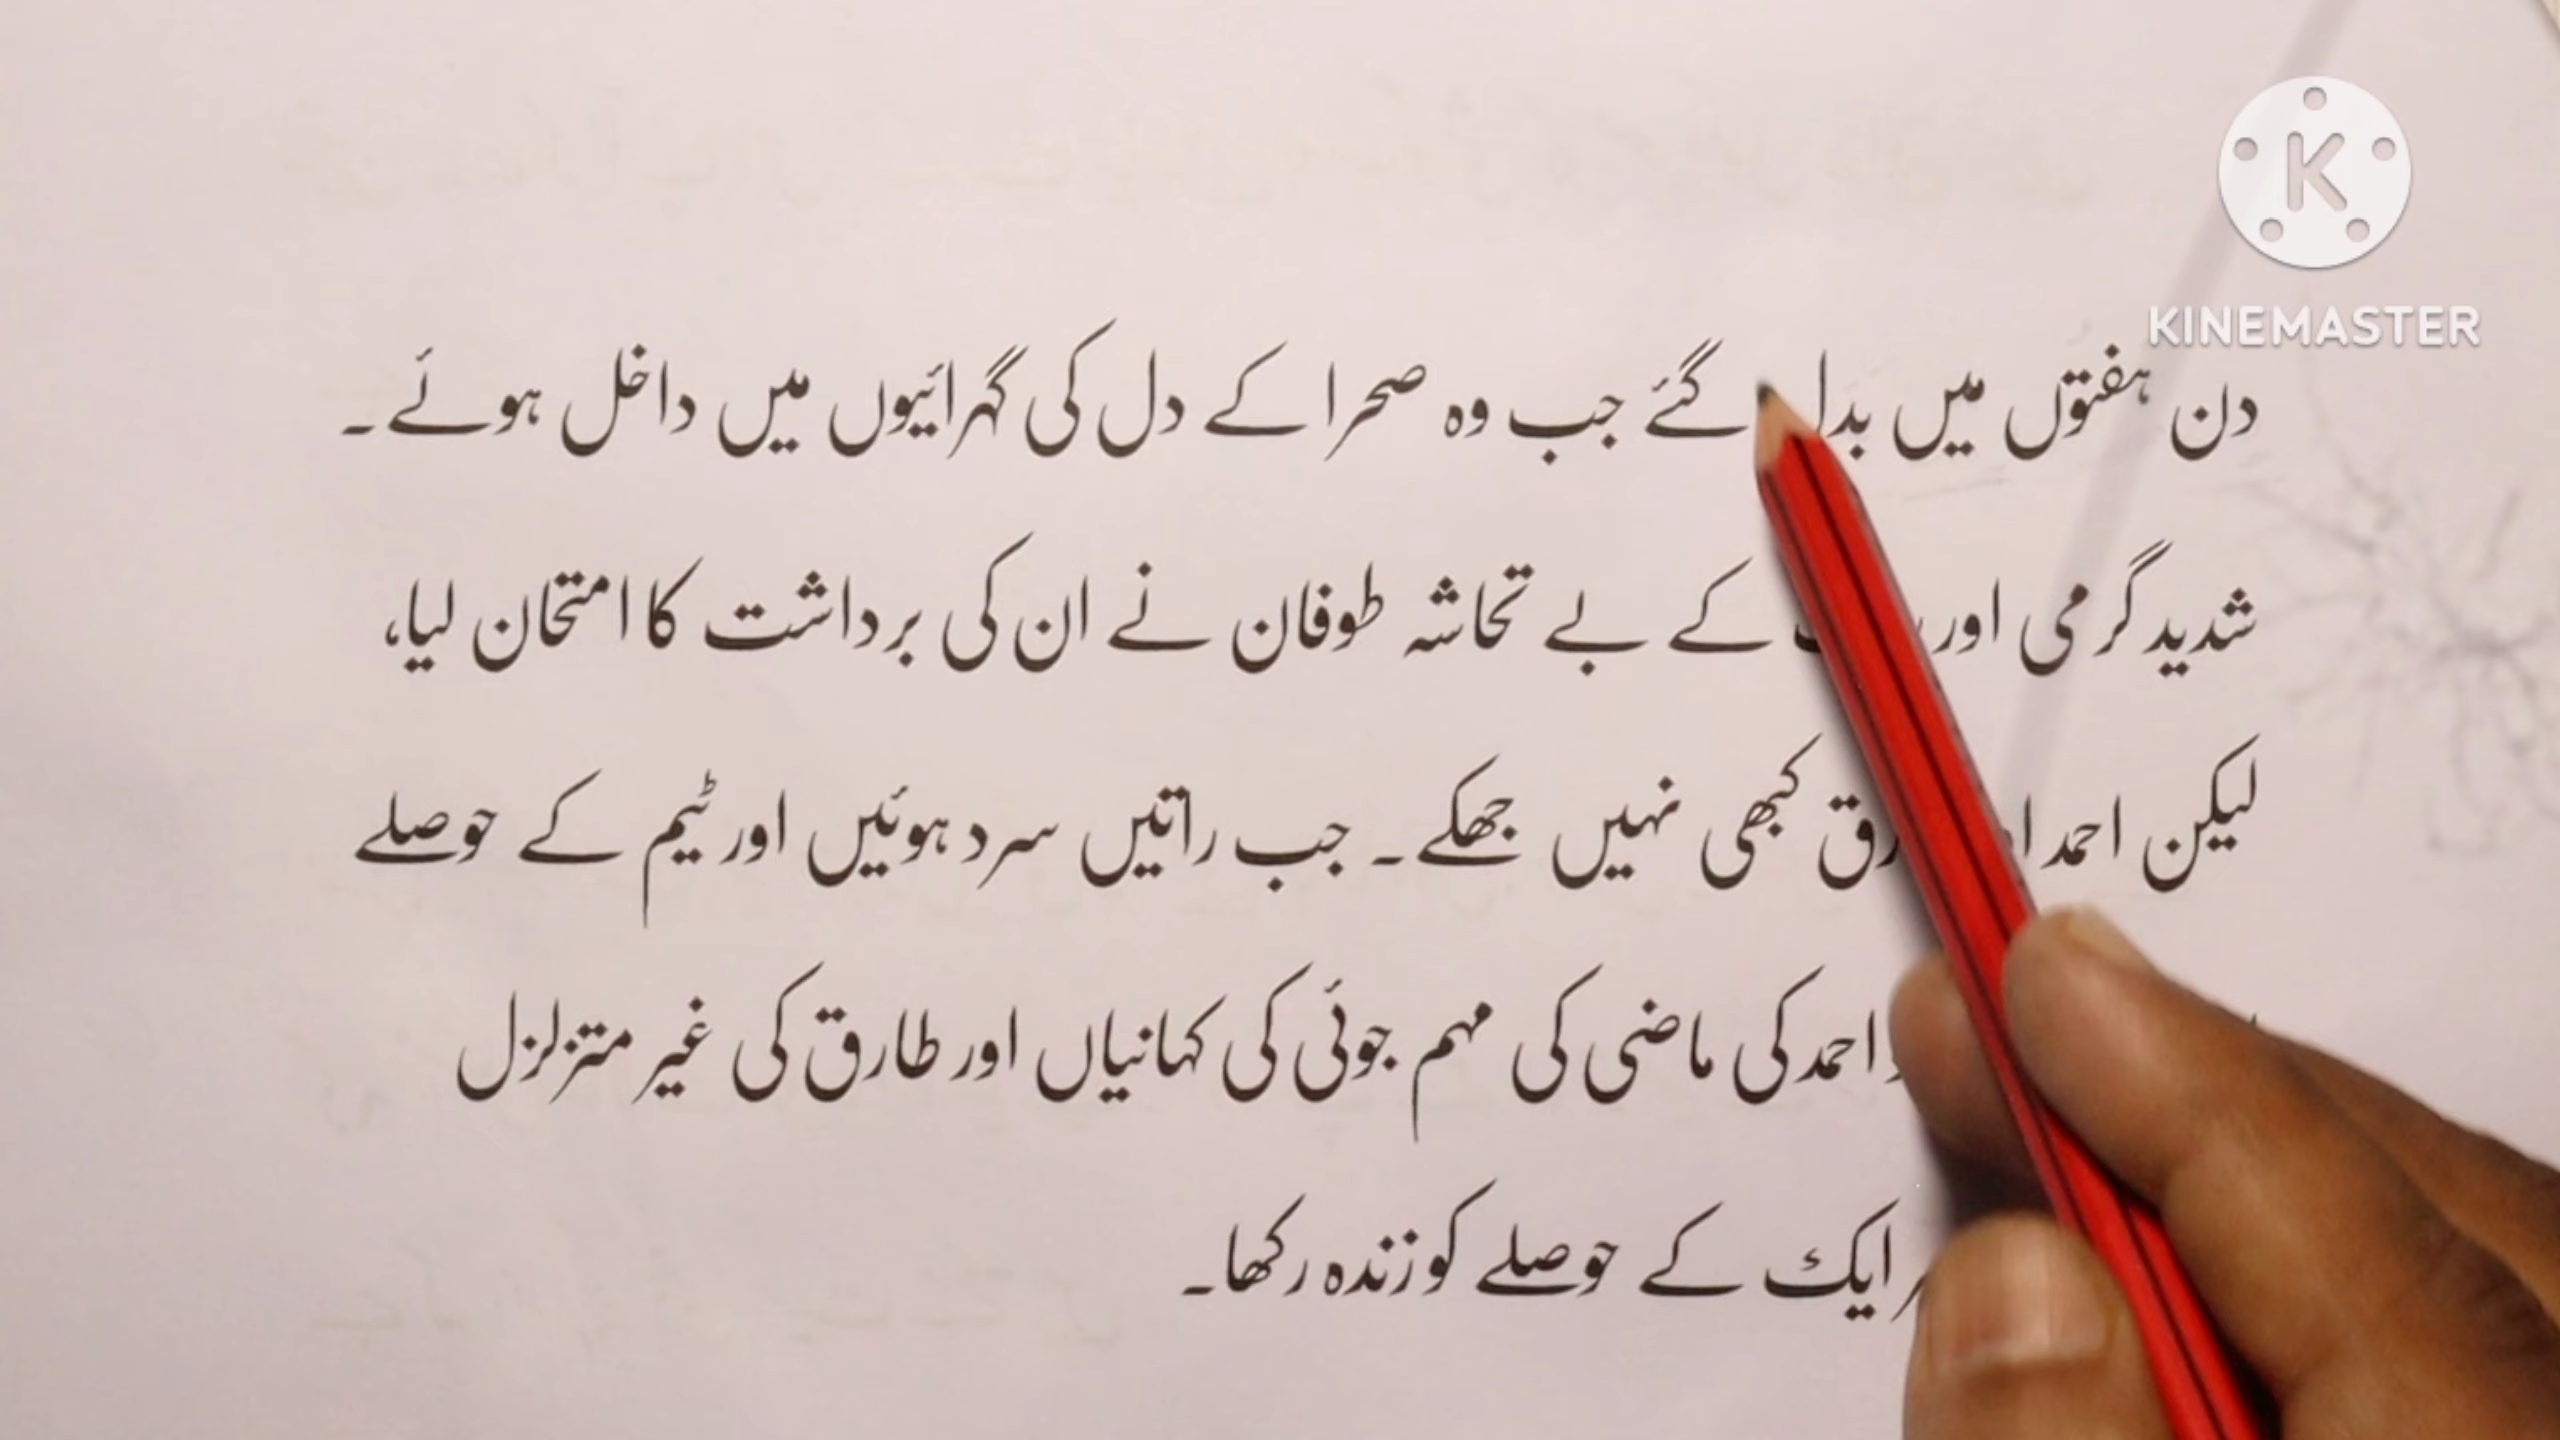 KINEMASTER
دن ہفتوں میں بدل گئے جب وہ صحرا کے دل کی گہرائیوں میں داخل ہوئے۔
شدید گرمی اور کے بے تحاشہ طوفان نے ان کی برداشت کا امتحان لیا،
لیکن احمد کبھی نہیں جھکے۔ جب راتیں سرد ہوئیں اور ٹیم کے حوصلے
احمد کی ماضی کی مہم جوئی کی کہانیاں اور طارق کی غیر متزلزل
ایک کے حوصلے کو زندہ رکھا۔